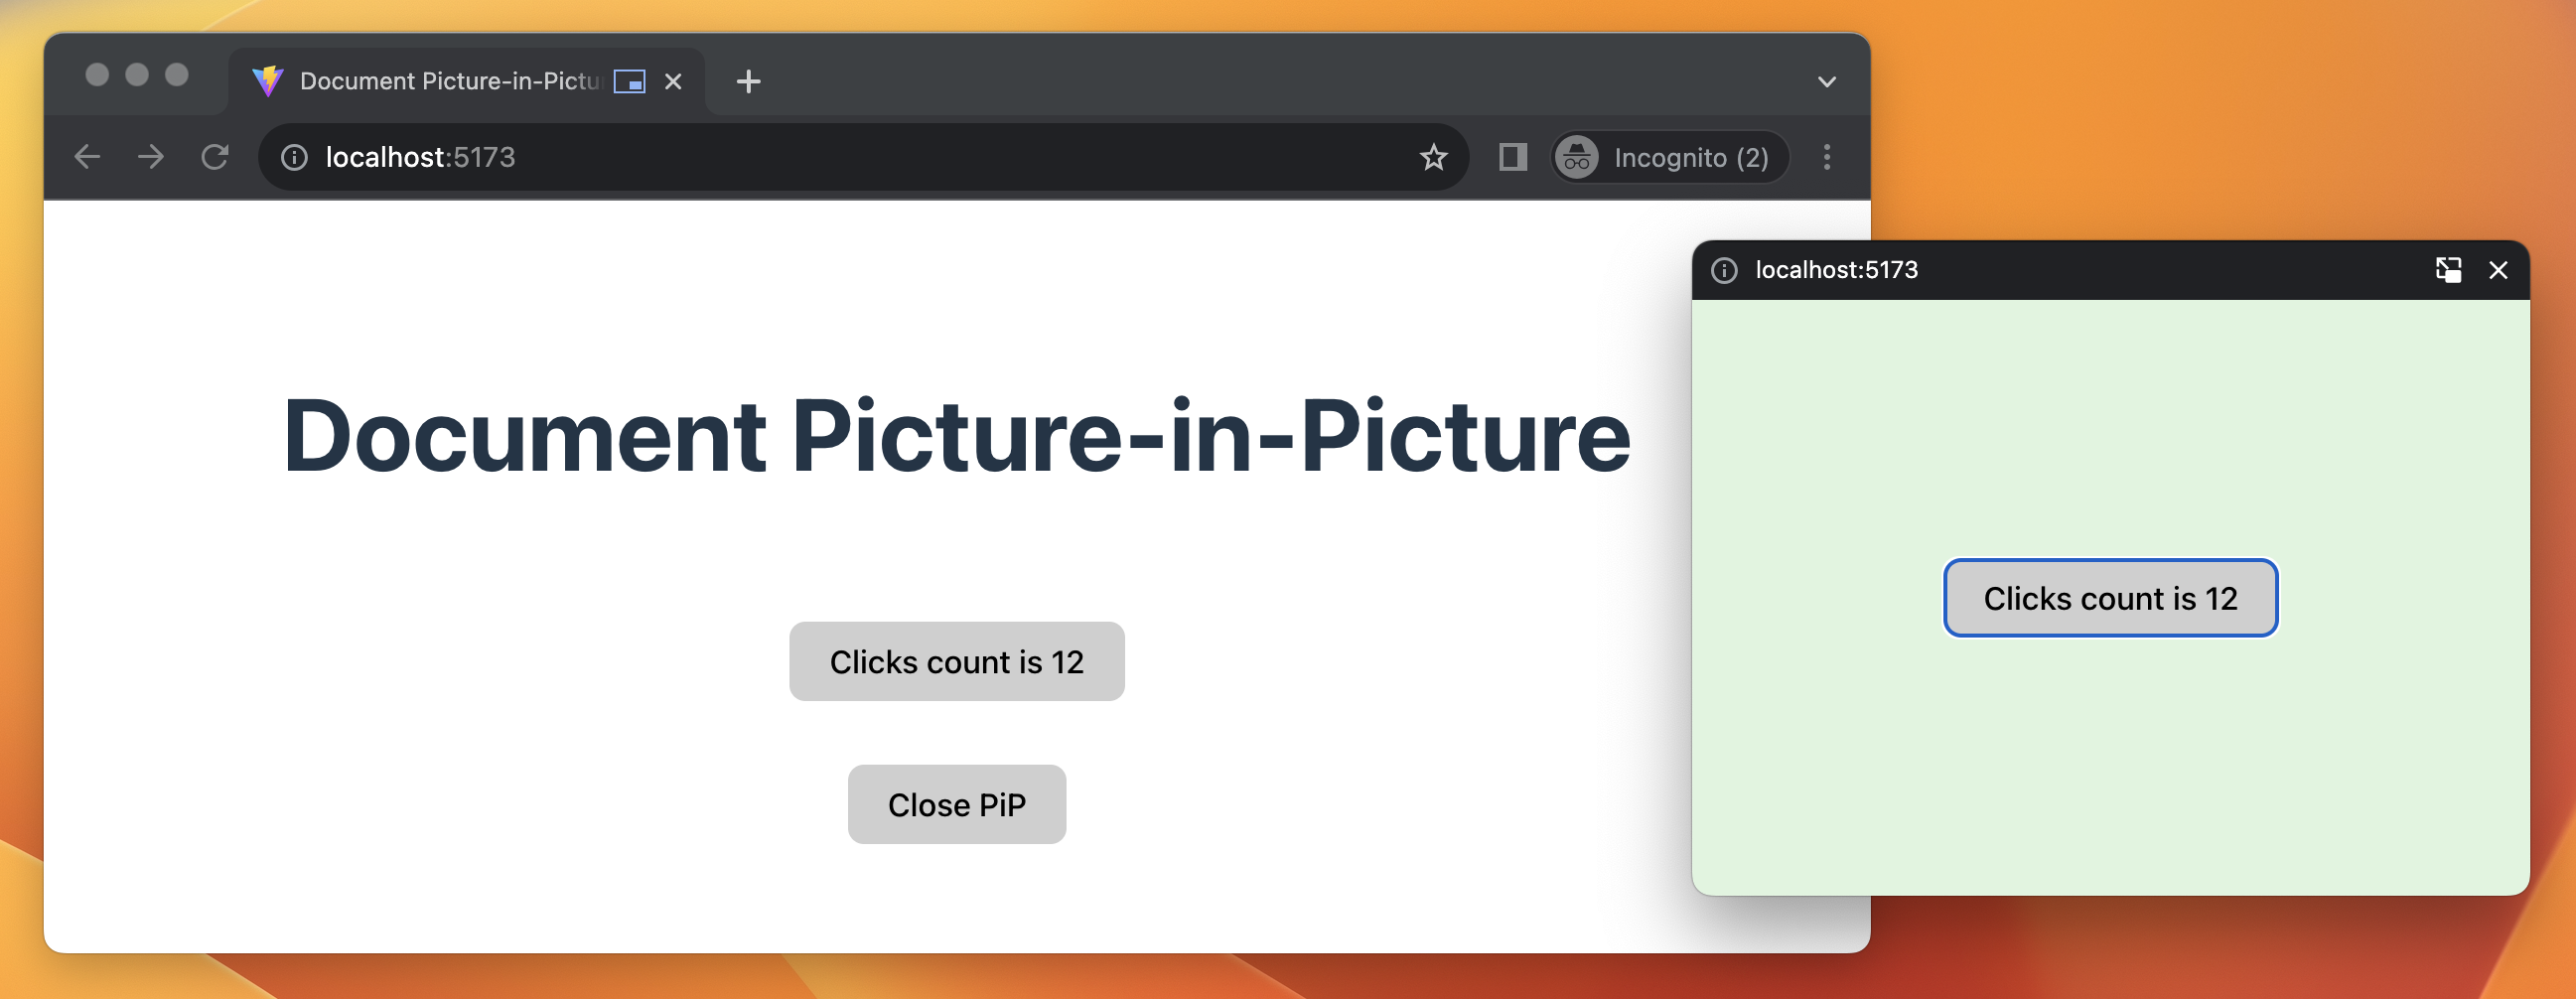 Document Picture-in-Pictu
localhost:5173
Incognito (2)
Document Picture-in-Picture
Clicks count is 12
Close PiP
localhost:5173
Clicks count is 12